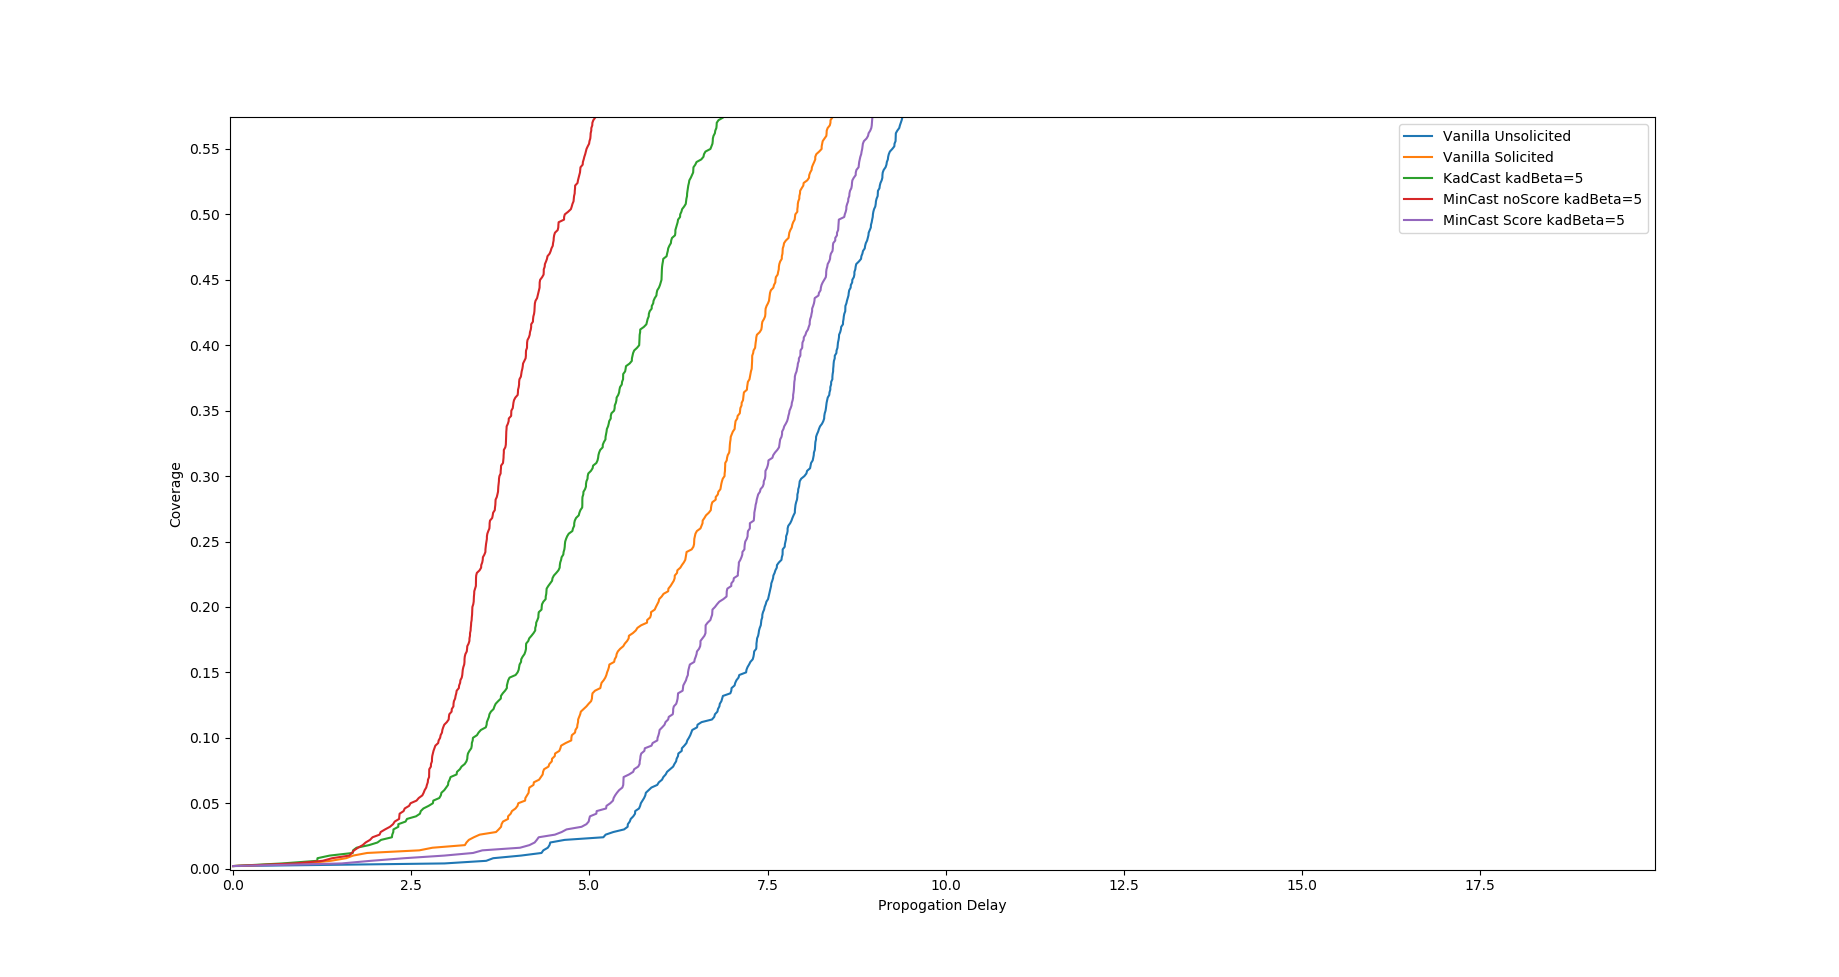 Vanilla Unsolicited
Vanilla Solicited
KadCast kadBeta=5
MinCast noScore kadBeta=5
MinCast Score kadBeta=5
0.55
0.50
0.45
0.40
0.35
0.30
0.25
0.20
0.15
0.10
0.05
0.00
Coverage
0.0 2.5 5.0 7.5 10.0 12.5 15.0 17.5
Propogation Delay